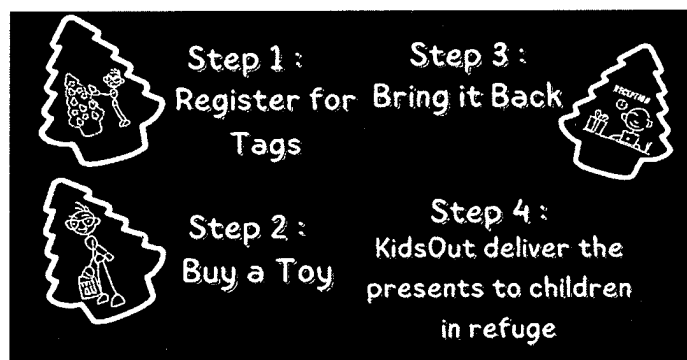 Step 1 :
Register for
Tags
Step 2 :
Buy a Toy
Step 3 :
Bring it Back
RECEPTION
Step 4 :
KidsOut deliver the
presents to children
in refuge